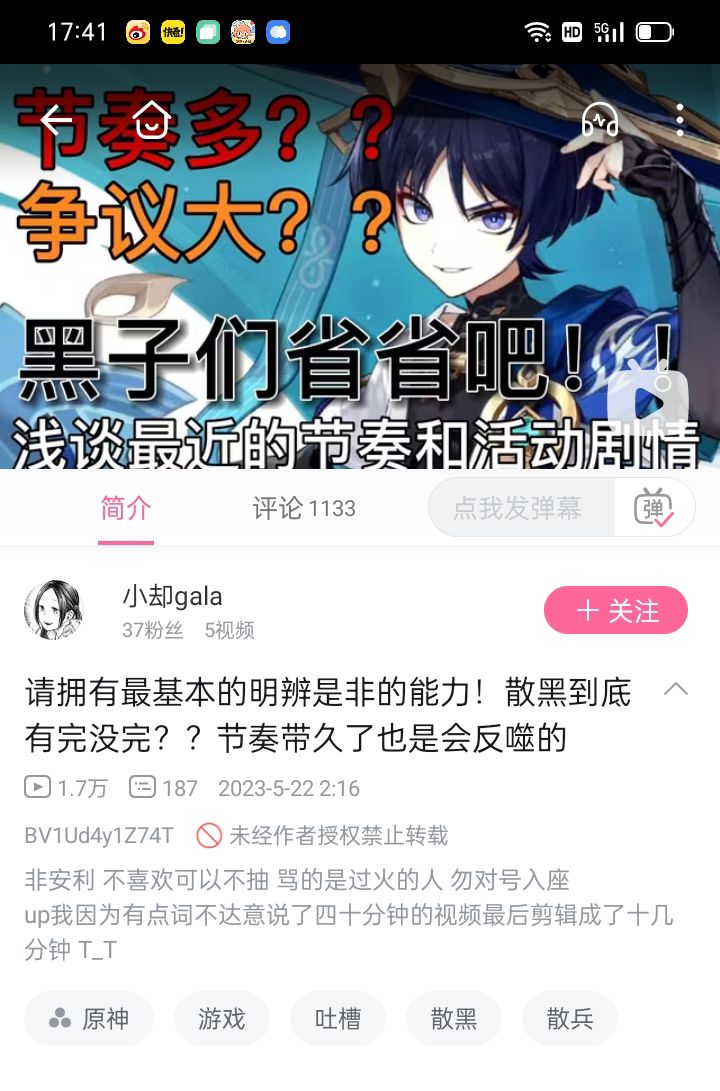 17:41
快看!
HD
5G
节奏多？？
争议大？？
黑子们省省吧！！
浅谈最近的节奏和活动剧情
简介
评论 1133
点我发弹幕
弹
小却gala
37粉丝 5视频
＋ 关注
请拥有最基本的明辨是非的能力！散黑到底
有完没完？？节奏带久了也是会反噬的
1.7万 187 2023-5-22 2:16
BV1Ud4y1Z74T 未经作者授权禁止转载
非安利 不喜欢可以不抽 骂的是过火的人 勿对号入座
up我因为有点词不达意说了四十分钟的视频最后剪辑成了十几
分钟 T_T
原神
游戏
吐槽
散黑
散兵